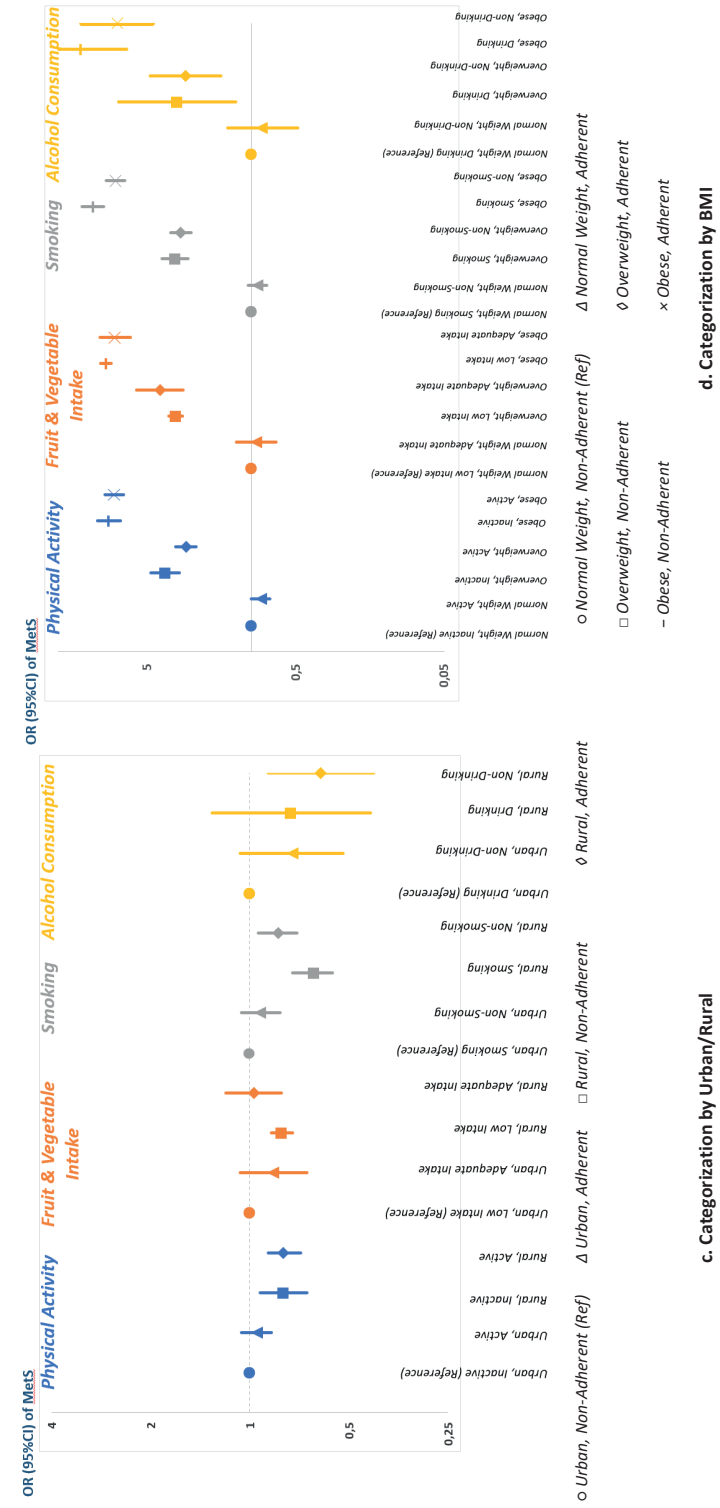 OR (95%CI) of MetS
Physical Activity
Fruit & Vegetable
Intake
Smoking
Alcohol Consumption
4
2
1
0,5
0,25
Urban, Inactive (Reference)
Urban, Active
Rural, Inactive
Rural, Active
Urban, Low Intake (Reference)
Urban, Adequate Intake
Rural, Low Intake
Rural, Adequate Intake
Urban, Smoking (Reference)
Urban, Non-Smoking
Rural, Smoking
Rural, Non-Smoking
Urban, Drinking (Reference)
Urban, Non-Drinking
Rural, Drinking
Rural, Non-Drinking
○ Urban, Non-Adherent (Ref) Δ Urban, Adherent □ Rural, Non-Adherent ◊ Rural, Adherent
c. Categorization by Urban/Rural
OR (95%CI) of MetS
Physical Activity
Fruit & Vegetable
Intake
Smoking
Alcohol Consumption
5
0,5
0,05
Normal Weight, Inactive (Reference)
Normal Weight, Active
Overweight, Inactive
Overweight, Active
Obese, Inactive
Obese, Active
Normal Weight, Low Intake (Reference)
Normal Weight, Adequate Intake
Overweight, Low Intake
Overweight, Adequate Intake
Obese, Low Intake
Obese, Adequate Intake
Normal Weight, Smoking (Reference)
Normal Weight, Non-Smoking
Overweight, Smoking
Overweight, Non-Smoking
Obese, Smoking
Obese, Non-Smoking
Normal Weight, Drinking (Reference)
Normal Weight, Non-Drinking
Overweight, Drinking
Overweight, Non-Drinking
Obese, Drinking
Obese, Non-Drinking
○ Normal Weight, Non-Adherent (Ref) Δ Normal Weight, Adherent
□ Overweight, Non-Adherent ◊ Overweight, Adherent
– Obese, Non-Adherent × Obese, Adherent
d. Categorization by BMI